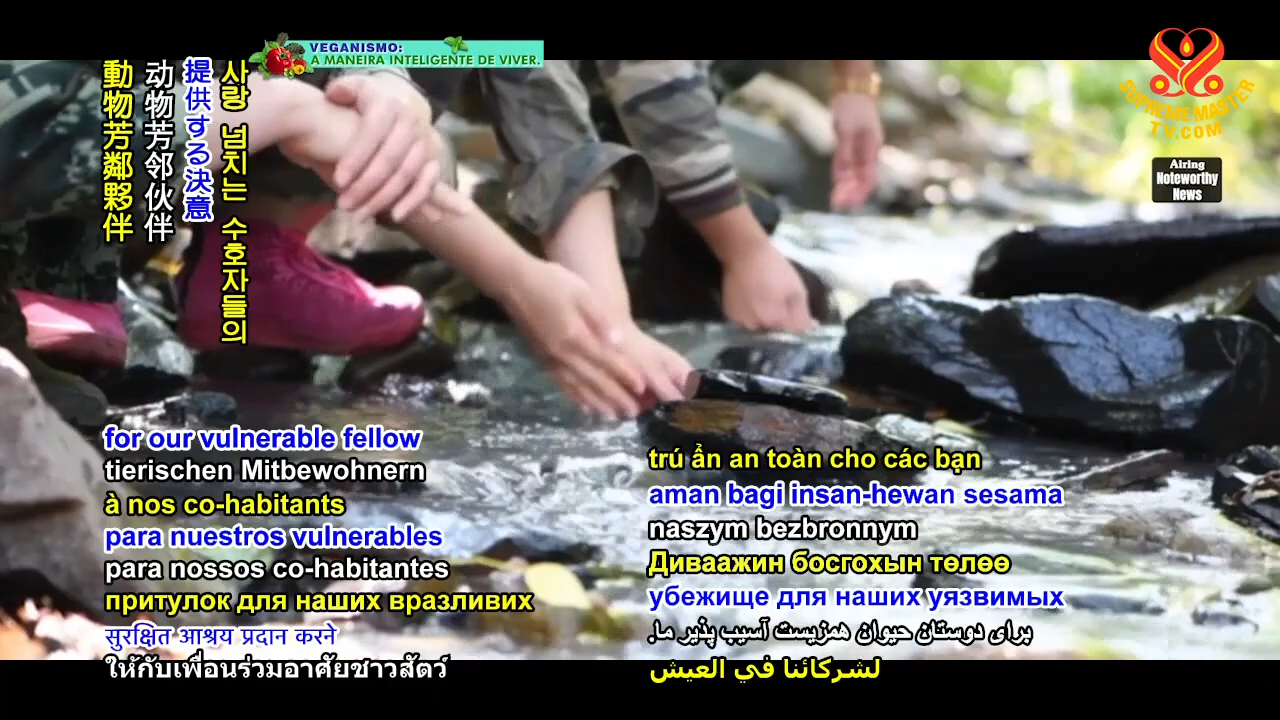 VEGANISMO:
A MANEIRA INTELIGENTE DE VIVER.
SUPREME MASTER
TV.COM
Airing
Noteworthy
News
動物芳鄰夥伴
动物芳邻伙伴
提供する決意
사랑 넘치는 수호자들의
for our vulnerable fellow
tierischen Mitbewohnern
à nos co-habitants
para nuestros vulnerables
para nossos co-habitantes
притулок для наших вразливих
सुरक्षित आश्रय प्रदान करने
ให้กับเพื่อนร่วมอาศัยชาวสัตว์
trú ẩn an toàn cho các bạn
aman bagi insan-hewan sesama
naszym bezbronnym
Диваажин босгохын төлөө
убежище для наших уязвимых
برای دوستان حیوان همزیست آسیب پذیر ما.
لشركائنا في العيش